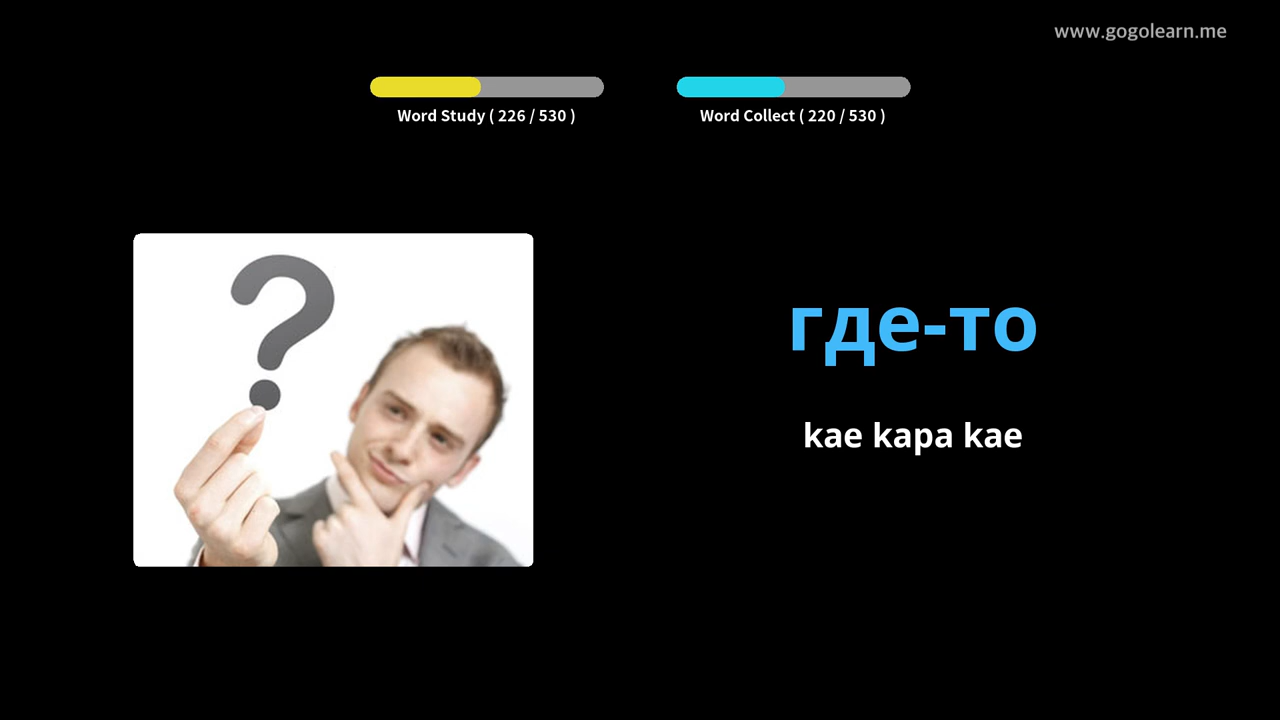 www.gogolearn.me
Word Study ( 226 / 530 )
Word Collect ( 220 / 530 )
?
где-то
kae kapa kae